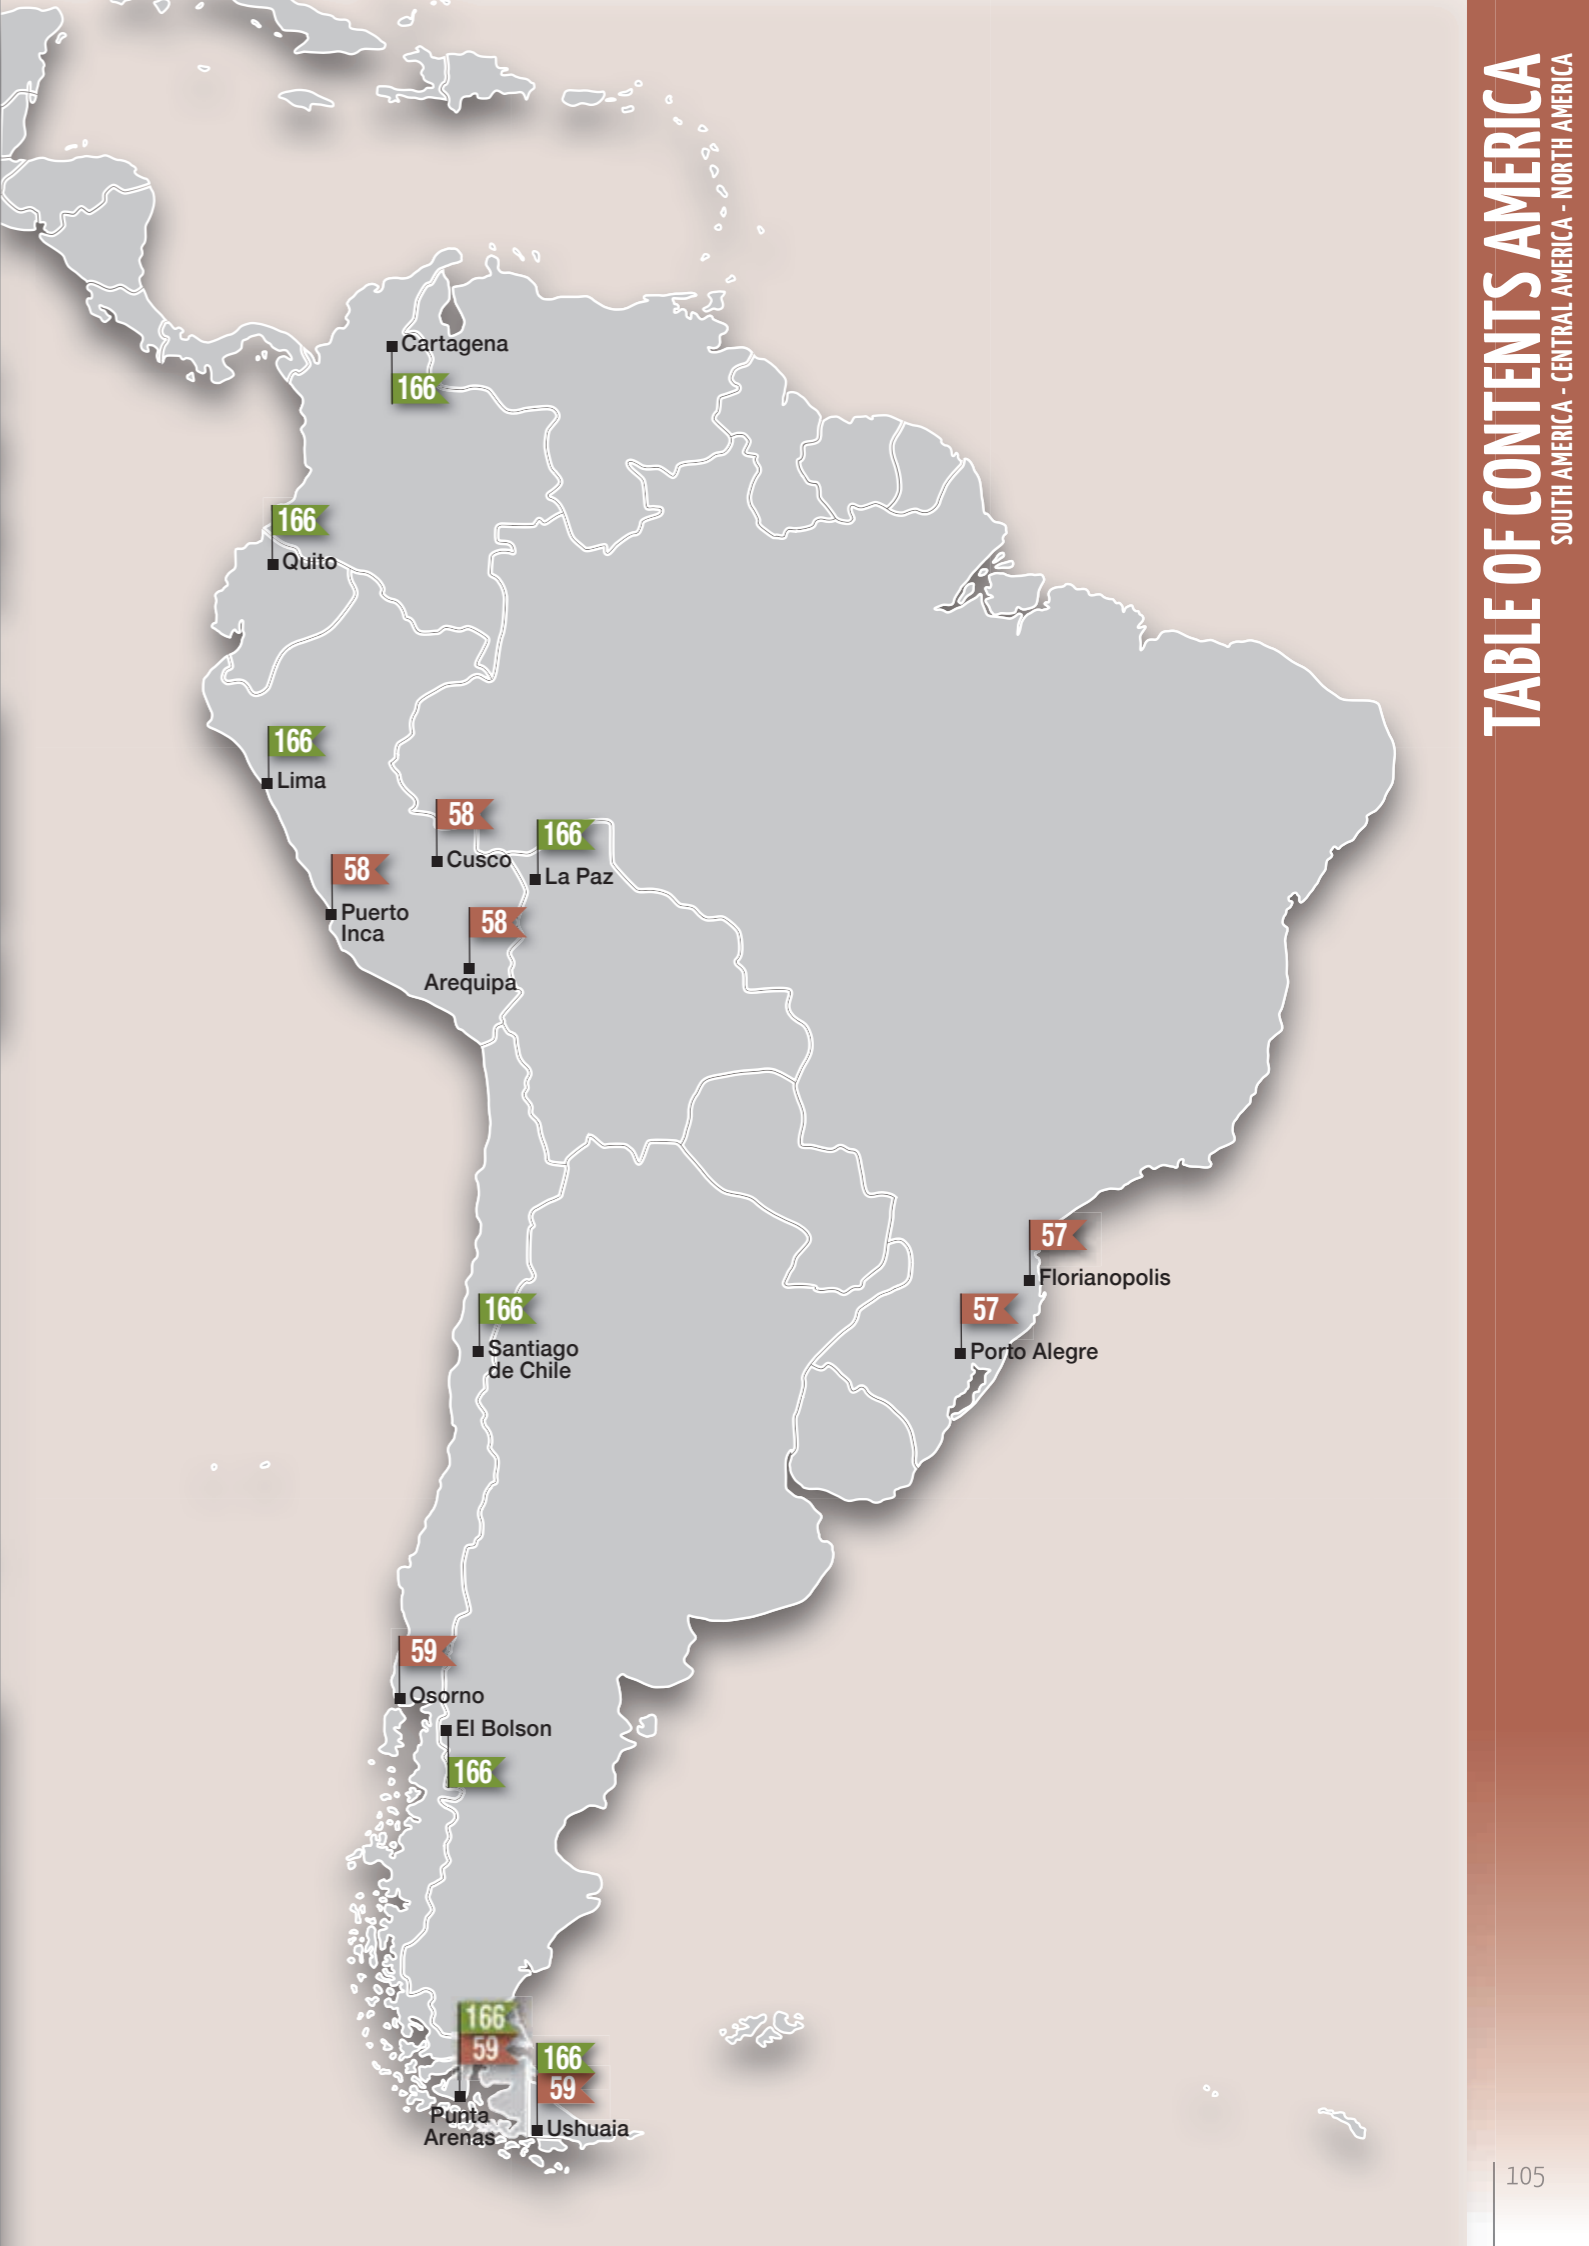 TABLE OF CONTENTS AMERICA
SOUTH AMERICA - CENTRAL AMERICA - NORTH AMERICA
Cartagena
166
166
Quito
166
Lima
58
Cusco
166
La Paz
58
Puerto
Inca
58
Arequipa
57
Florianopolis
57
Porto Alegre
166
Santiago
de Chile
59
Osorno
El Bolson
166
166
59
Punta
Arenas
166
59
Ushuaia
105